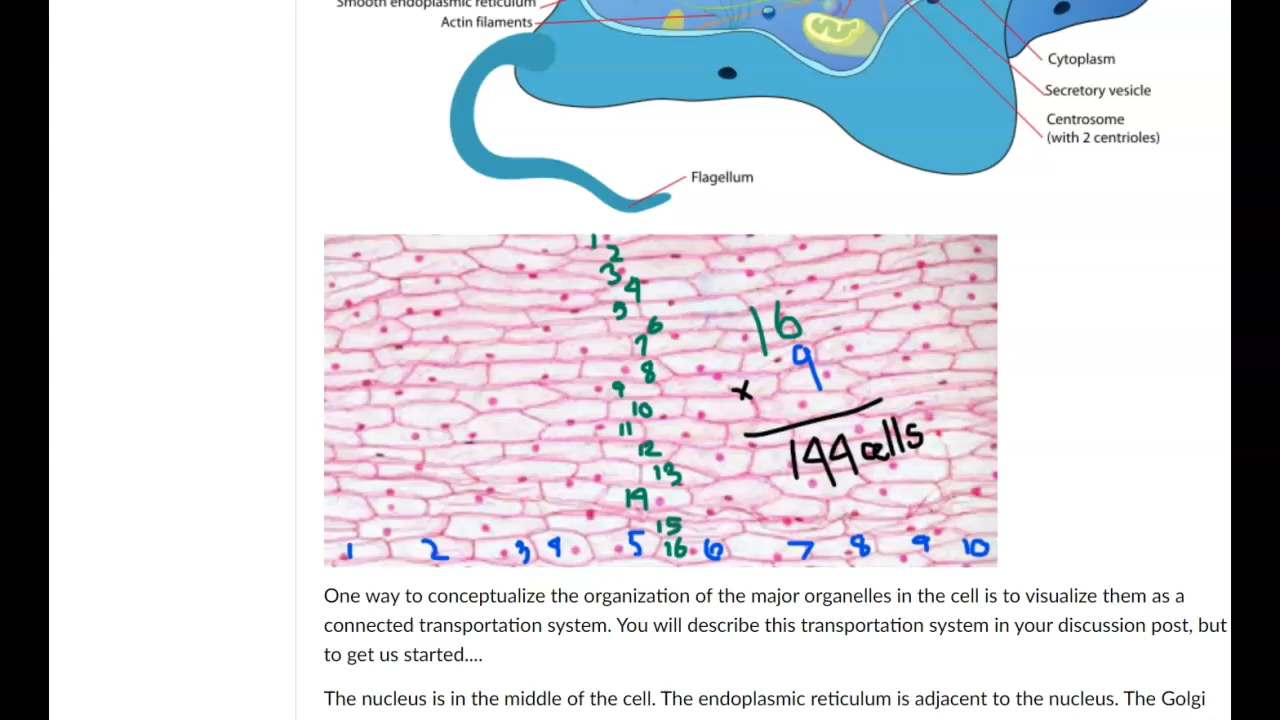 Smooth endoplasmic reticulum
Actin filaments
Cytoplasm
Secretory vesicle
Centrosome
(with 2 centrioles)
Flagellum
1
2
3
4
5
6
7
8
9
10
11
12
13
14
15
16
16
x 9
144 cells
1 2 3 4 5 6 7 8 9 10
One way to conceptualize the organization of the major organelles in the cell is to visualize them as a
connected transportation system. You will describe this transportation system in your discussion post, but
to get us started....
The nucleus is in the middle of the cell. The endoplasmic reticulum is adjacent to the nucleus. The Golgi